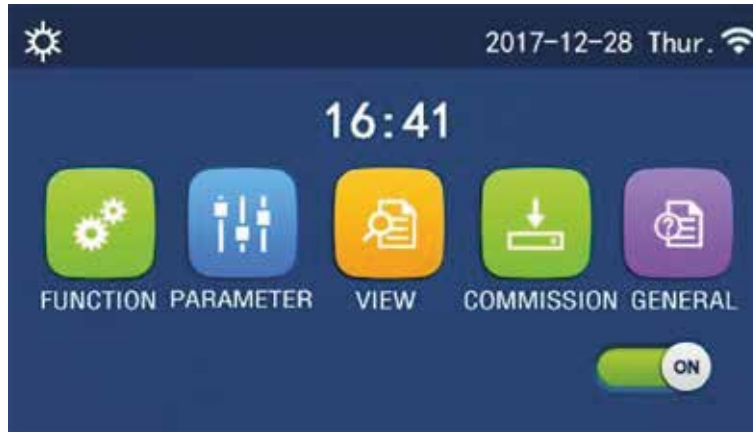 2017-12-28 Thur.
16:41
FUNCTION PARAMETER VIEW COMMISSION GENERAL
ON